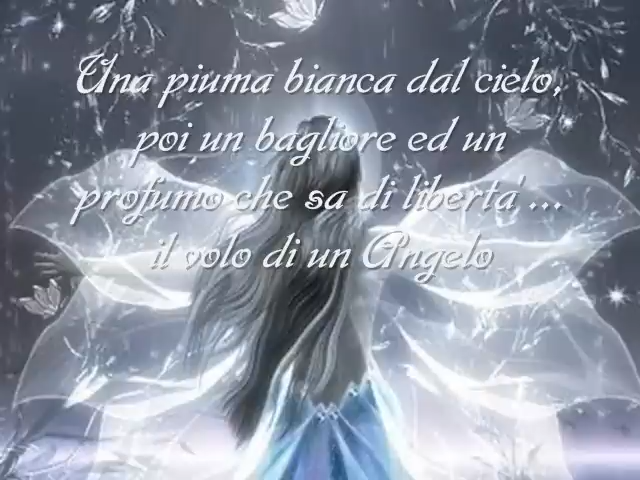 Una piuma bianca dal cielo,
poi un bagliore ed un
profumo che sa di liberta'...
il volo di un Angelo